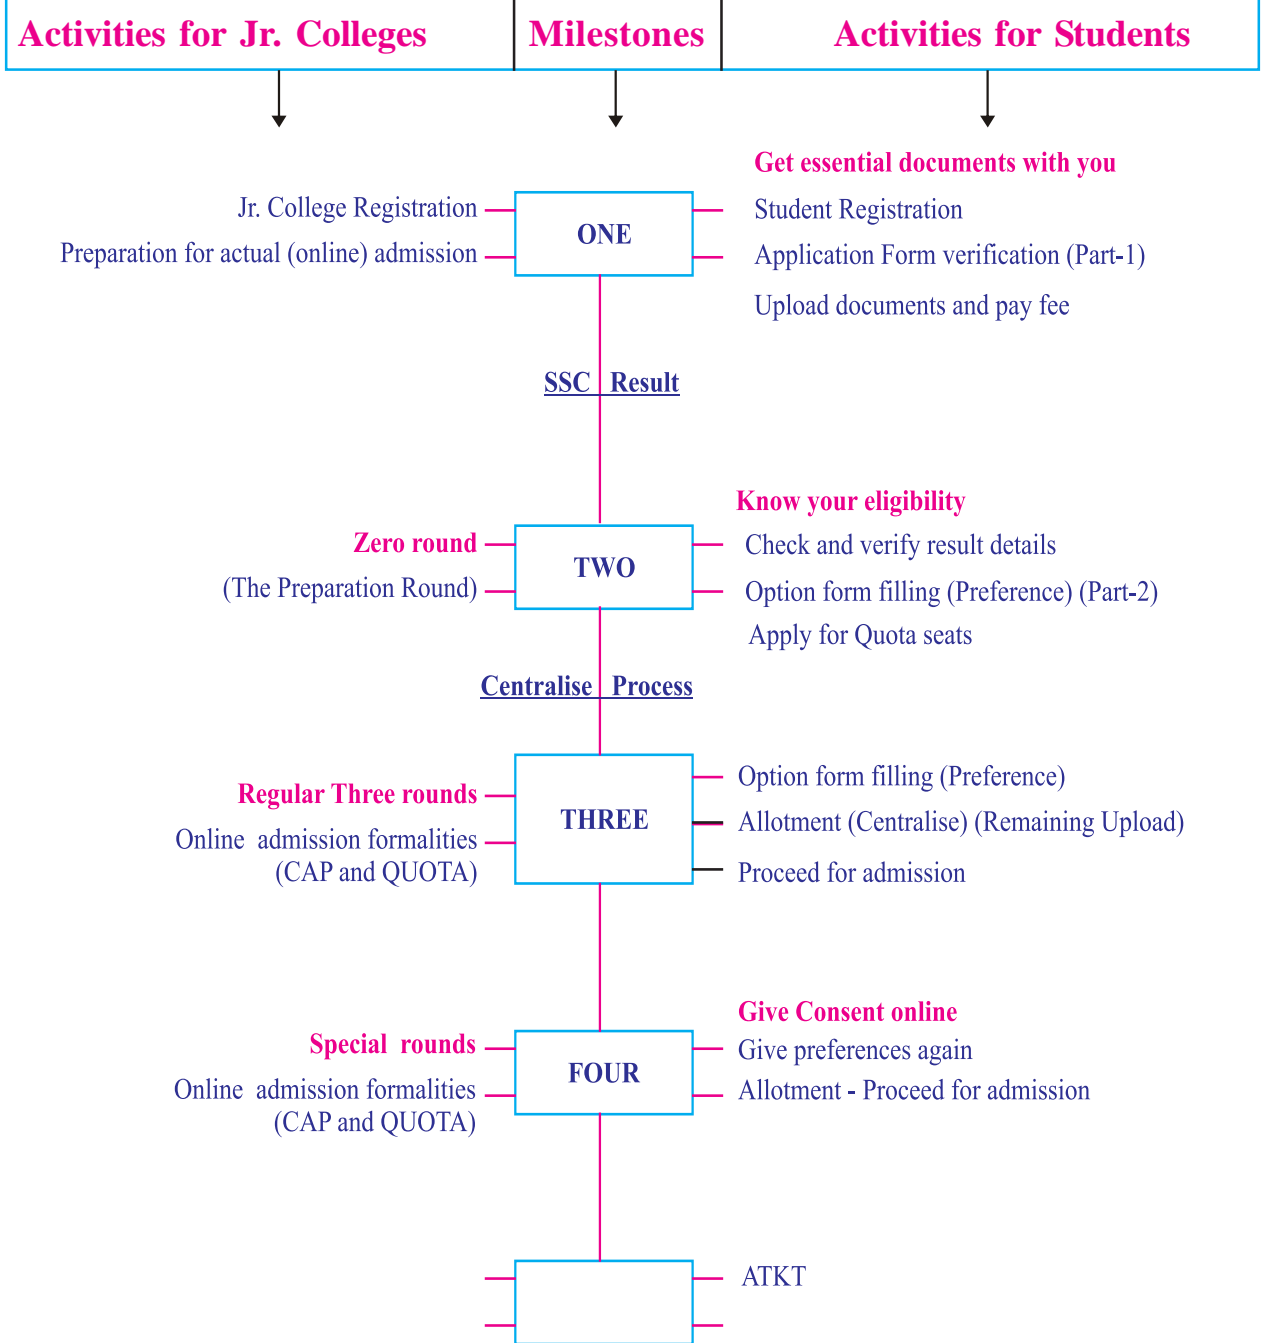 Activities for Jr. Colleges
Milestones
Activities for Students
Get essential documents with you
Jr. College Registration
Preparation for actual (online) admission
ONE
Student Registration
Application Form verification (Part-1)
Upload documents and pay fee
SSC Result
Know your eligibility
Zero round
(The Preparation Round)
TWO
Check and verify result details
Option form filling (Preference) (Part-2)
Apply for Quota seats
Centralise Process
Regular Three rounds
Online admission formalities
(CAP and QUOTA)
THREE
Option form filling (Preference)
Allotment (Centralise) (Remaining Upload)
Proceed for admission
Give Consent online
Special rounds
Online admission formalities
(CAP and QUOTA)
FOUR
Give preferences again
Allotment - Proceed for admission
ATKT